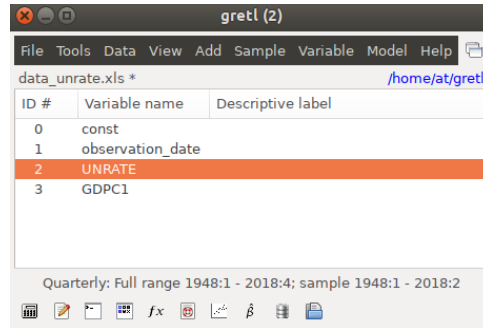 gretl (2)
File Tools Data View Add Sample Variable Model Help
data_unrate.xls * /home/at/gretl
ID # Variable name Descriptive label
0 const
1 observation_date
2 UNRATE
3 GDPC1
Quarterly: Full range 1948:1 - 2018:4; sample 1948:1 - 2018:2
fx β̂